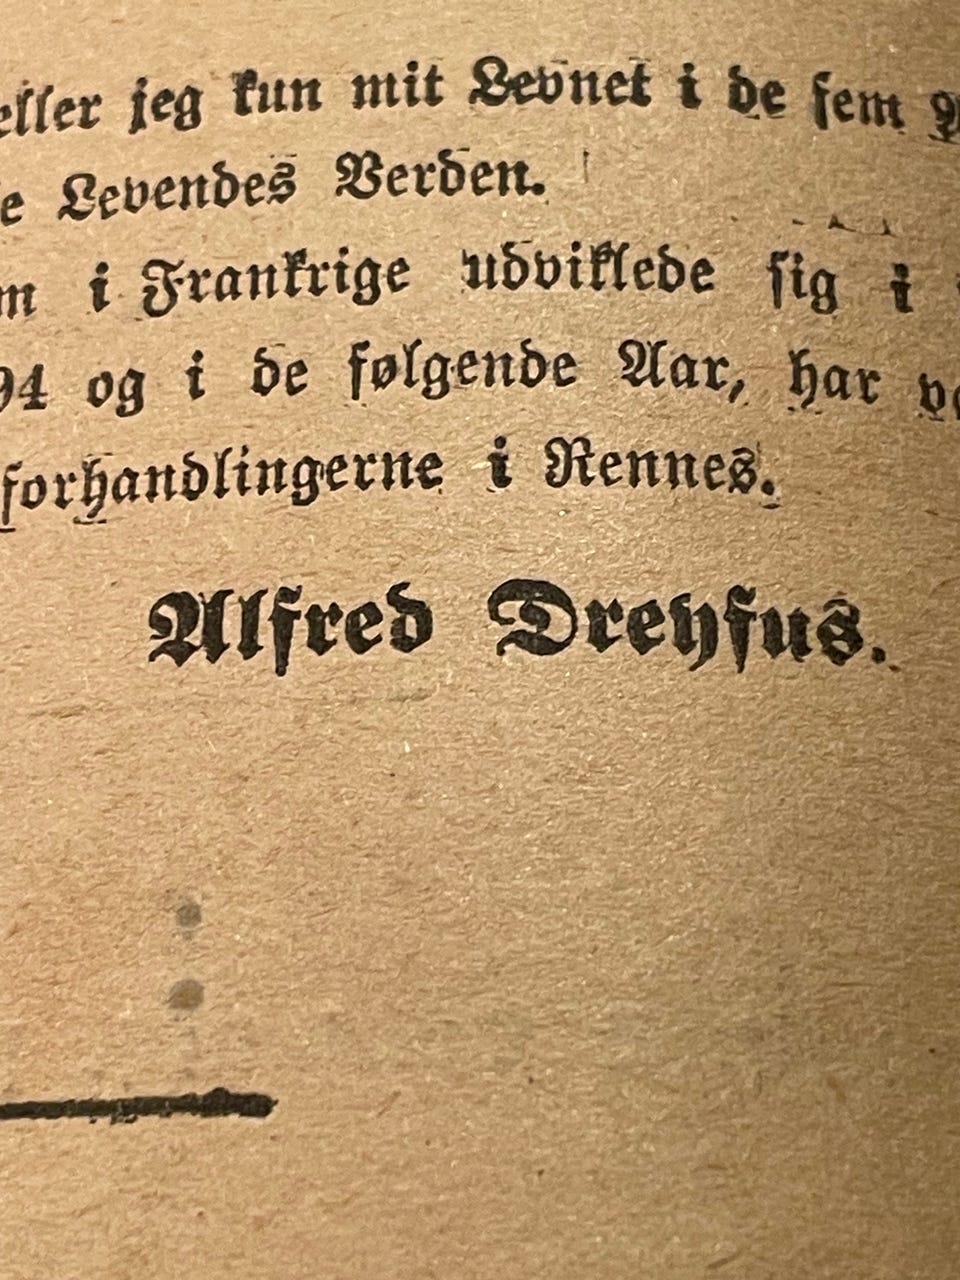 eller jeg kun mit Levnet i de fem
Levendes Verden.
i Frankrige udviklede sig i
94 og i de følgende Aar, har
forhandlingerne i Rennes.
Alfred Dreyfus.